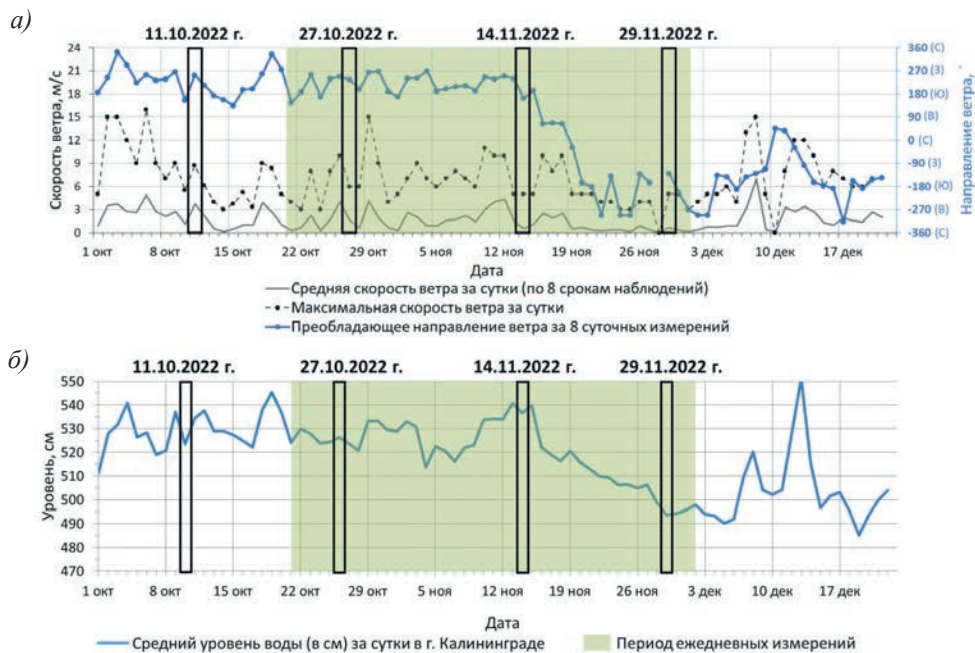 а)
11.10.2022 г. 27.10.2022 г. 14.11.2022 г. 29.11.2022 г.
Скорость ветра, м/с
24
21
18
15
12
9
6
3
0
360 (С)
270 (З)
180 (Ю)
90 (В)
0 (С)
-90 (З)
-180 (Ю)
-270 (В)
-360 (С)
Направление ветра,
1 окт 8 окт 15 окт 22 окт 29 окт 5 ноя 12 ноя 19 ноя 26 ноя 3 дек 10 дек 17 дек
Дата
Средняя скорость ветра за сутки (по 8 срокам наблюдений)
Максимальная скорость ветра за сутки
Преобладающее направление ветра за 8 суточных измерений
б)
11.10.2022 г. 27.10.2022 г. 14.11.2022 г. 29.11.2022 г.
Уровень, см
550
540
530
520
510
500
490
480
470
1 окт 8 окт 15 окт 22 окт 29 окт 5 ноя 12 ноя 19 ноя 26 ноя 3 дек 10 дек 17 дек
Дата
Средний уровень воды (в см) за сутки в г. Калининграде Период ежедневных измерений